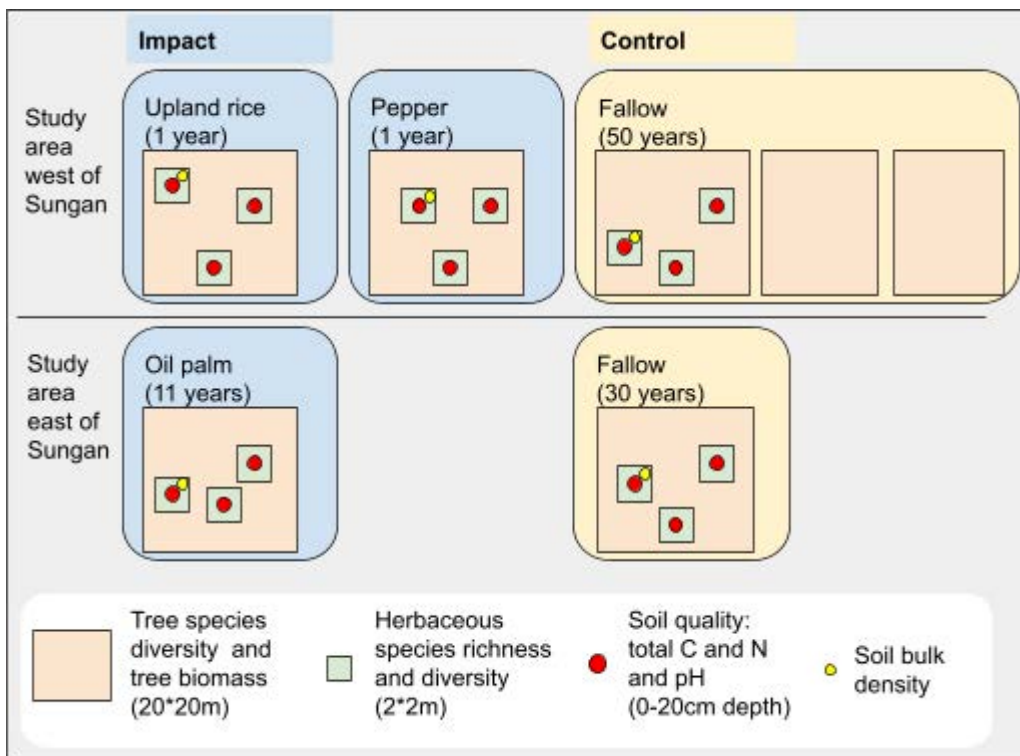 Impact
Control
Study
area
west of
Sungan
Upland rice
(1 year)
Pepper
(1 year)
Fallow
(50 years)
Study
area
east of
Sungan
Oil palm
(11 years)
Fallow
(30 years)
Tree species
diversity and
tree biomass
(20*20m)
Herbaceous
species richness
and diversity
(2*2m)
Soil quality:
total C and N
and pH
(0-20cm depth)
Soil bulk
density